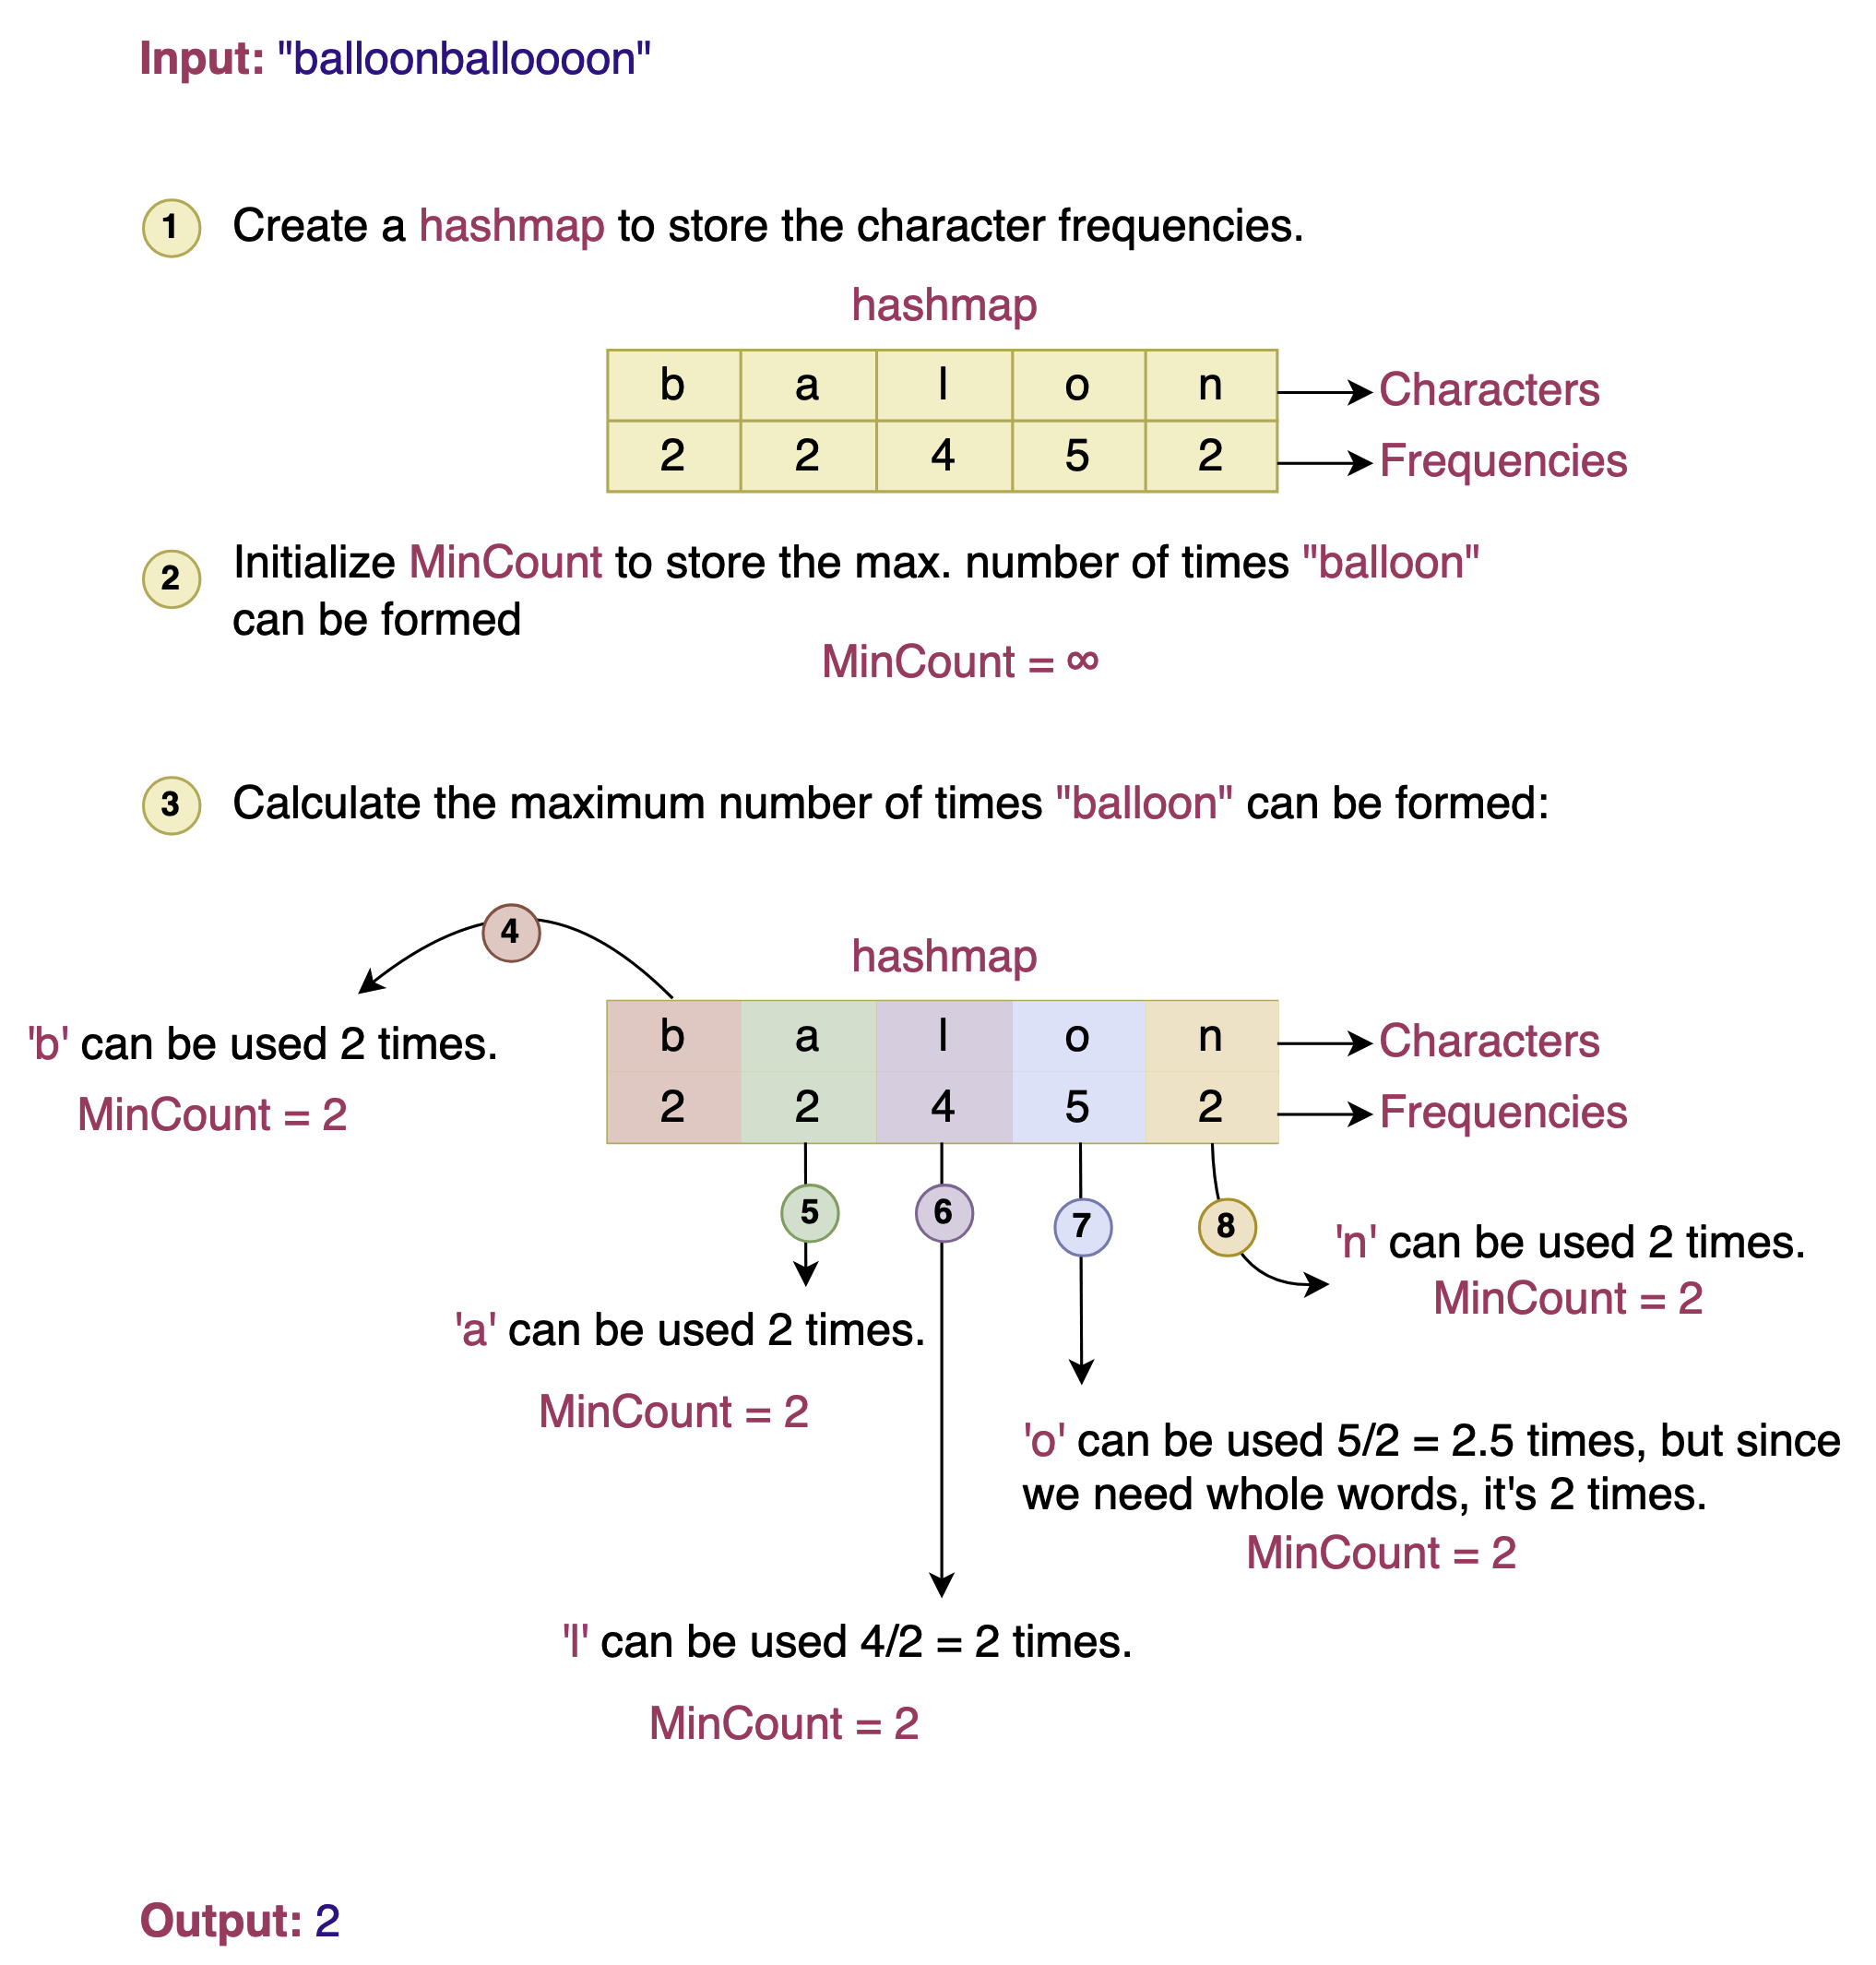 Input: "balloonballoooon"
1 Create a hashmap to store the character frequencies.
hashmap
b a l o n Characters
2 2 4 5 2 Frequencies
2 Initialize MinCount to store the max. number of times "balloon"
can be formed
MinCount = ∞
3 Calculate the maximum number of times "balloon" can be formed:
4
hashmap
'b' can be used 2 times.
MinCount = 2
b a l o n Characters
2 2 4 5 2 Frequencies
5 6 7 8
'n' can be used 2 times.
MinCount = 2
'a' can be used 2 times.
MinCount = 2
'o' can be used 5/2 = 2.5 times, but since
we need whole words, it's 2 times.
MinCount = 2
'l' can be used 4/2 = 2 times.
MinCount = 2
Output: 2